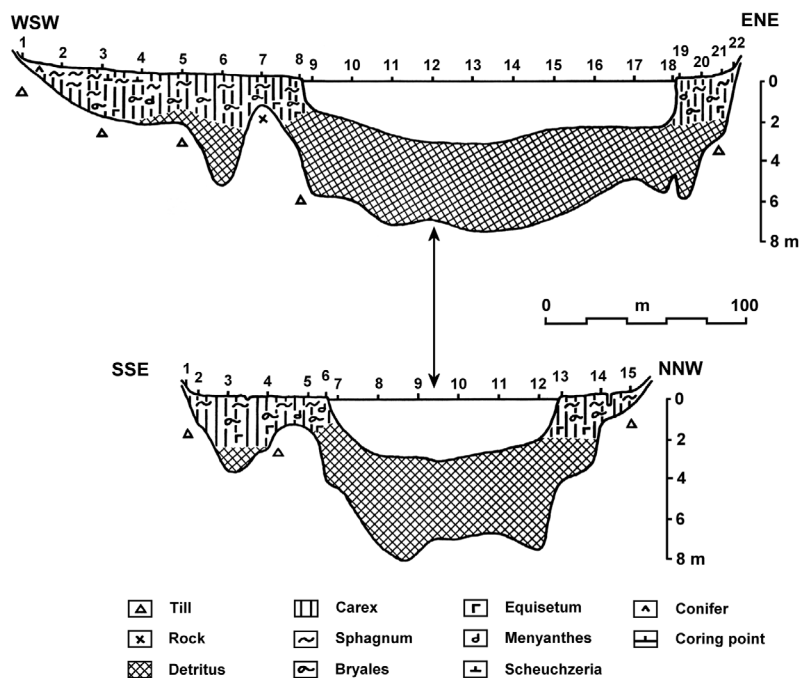 WSW ENE
1 2 3 4 5 6 7 8 9 10 11 12 13 14 15 16 17 18 19 20 21 22
0
2
4
6
8 m
0 m 100
SSE NNW
1 2 3 4 5 6 7 8 9 10 11 12 13 14 15
0
2
4
6
8 m
Till Carex Equisetum Conifer
Rock Sphagnum Menyanthes Coring point
Detritus Bryales Scheuchzeria